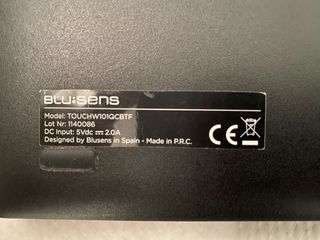 BLU:SENS
Model: TOUCHW101QCBTF
Lot Nr: 1140086
DC Input: 5Vdc ⎓ 2.0A
Designed by Blusens in Spain - Made in P.R.C.
CE